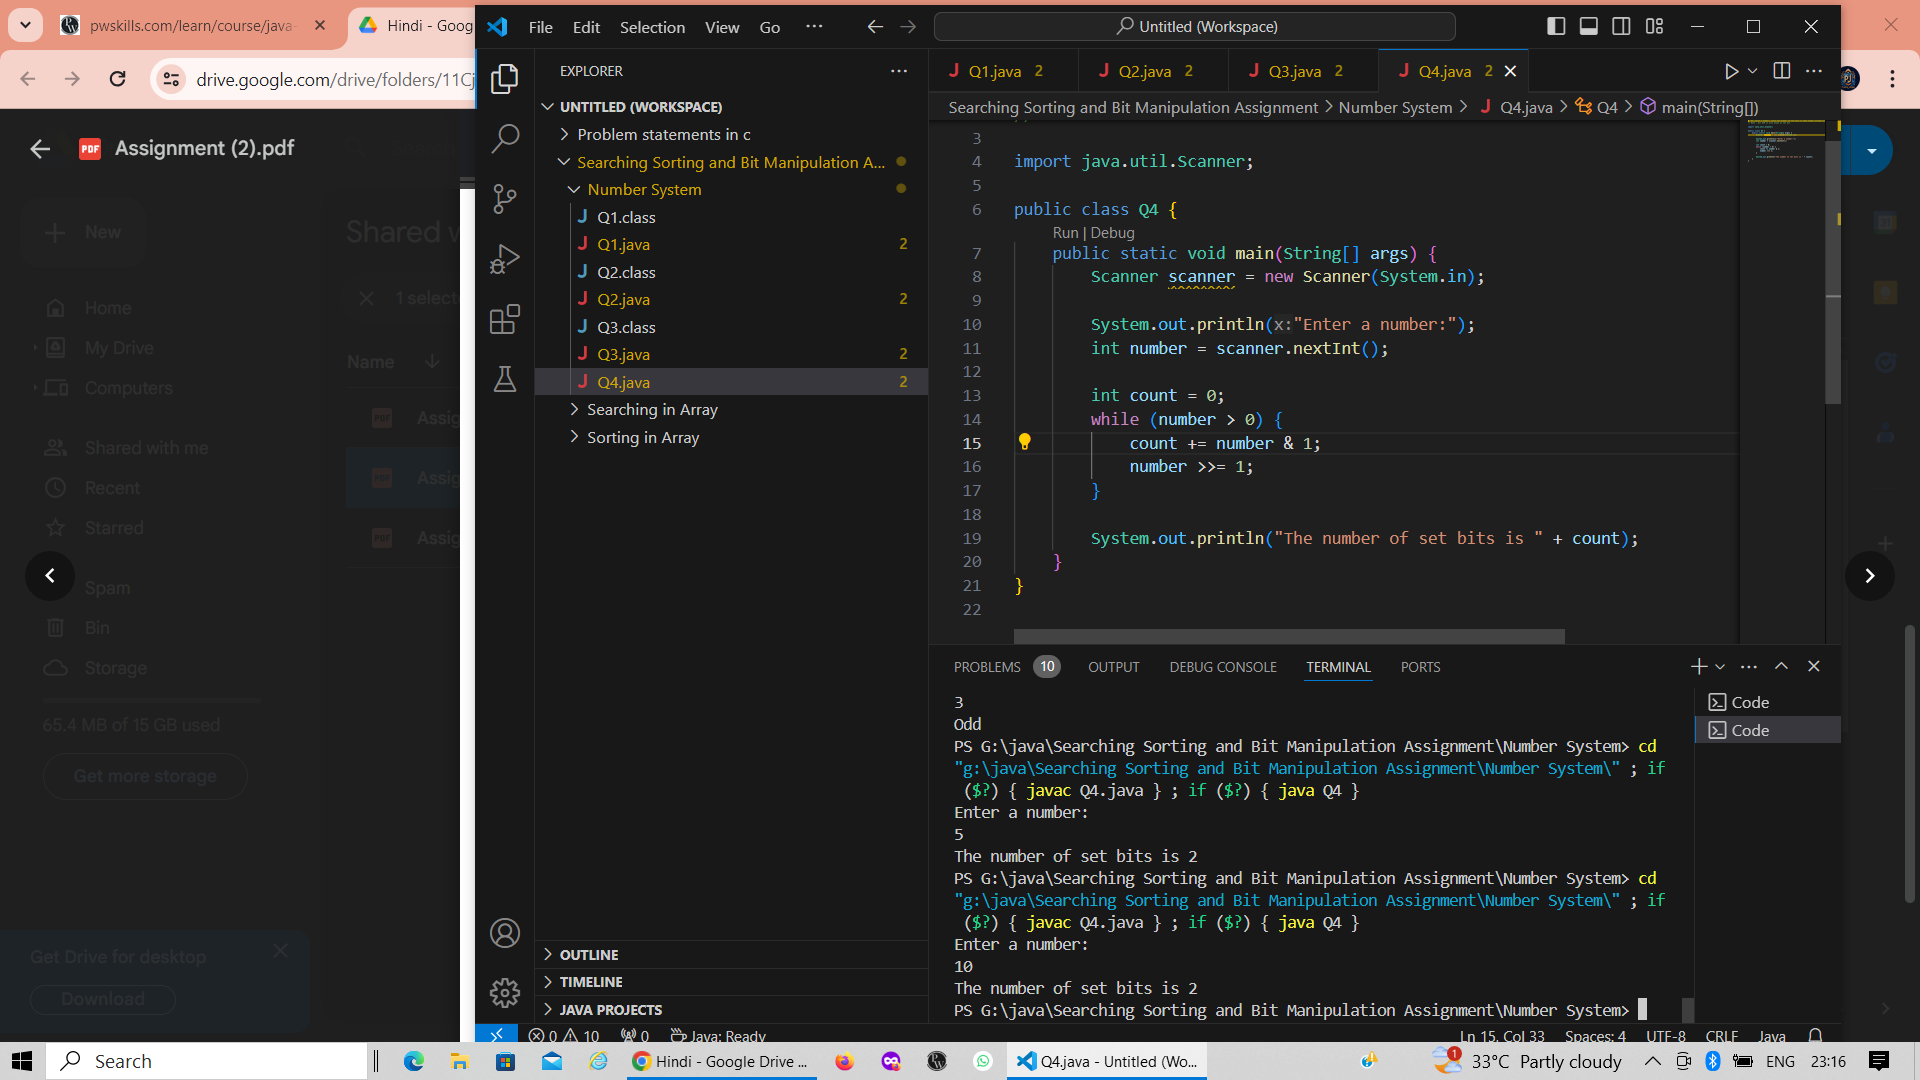 pwskills.com/learn/course/java-
Hindi - Goog
drive.google.com/drive/folders/11Cj
Assignment (2).pdf
New
Shared w
Home
My Drive
Computers
Shared with me
Recent
Starred
Spam
Bin
Storage
65.4 MB of 15 GB used
Get more storage
1 selecte
Name
Assig
Assig
Assig
Get Drive for desktop
Download
File Edit Selection View Go ···
Untitled (Workspace)
EXPLORER
UNTITLED (WORKSPACE)
Problem statements in c
Searching Sorting and Bit Manipulation A...
Number System
Q1.class
Q1.java 2
Q2.class
Q2.java 2
Q3.class
Q3.java 2
Q4.java 2
Searching in Array
Sorting in Array
OUTLINE
TIMELINE
JAVA PROJECTS
Q1.java 2 Q2.java 2 Q3.java 2 Q4.java 2
Searching Sorting and Bit Manipulation Assignment > Number System > Q4.java > Q4 > main(String[])
3
4 import java.util.Scanner;
5
6 public class Q4 {
Run | Debug
7 public static void main(String[] args) {
8 Scanner scanner = new Scanner(System.in);
9
10 System.out.println(x:"Enter a number:");
11 int number = scanner.nextInt();
12
13 int count = 0;
14 while (number > 0) {
15 count += number & 1;
16 number >>= 1;
17 }
18
19 System.out.println("The number of set bits is " + count);
20 }
21 }
22
PROBLEMS 10 OUTPUT DEBUG CONSOLE TERMINAL PORTS
3
Odd
PS G:\java\Searching Sorting and Bit Manipulation Assignment\Number System> cd
"g:\java\Searching Sorting and Bit Manipulation Assignment\Number System\" ; if
($?) { javac Q4.java } ; if ($?) { java Q4 }
Enter a number:
5
The number of set bits is 2
PS G:\java\Searching Sorting and Bit Manipulation Assignment\Number System> cd
"g:\java\Searching Sorting and Bit Manipulation Assignment\Number System\" ; if
($?) { javac Q4.java } ; if ($?) { java Q4 }
Enter a number:
10
The number of set bits is 2
PS G:\java\Searching Sorting and Bit Manipulation Assignment\Number System>
Code
Code
0 10 0 Java: Ready
Ln 15, Col 33 Spaces: 4 UTF-8 CRLF Java
Search
Hindi - Google Drive ...
Q4.java - Untitled (Wo...
1
33°C Partly cloudy
ENG 23:16